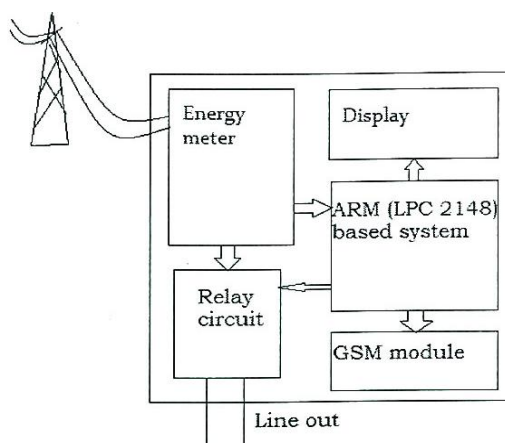 Energy
meter
Display
ARM (LPC 2148)
based system
Relay
circuit
GSM module
Line out